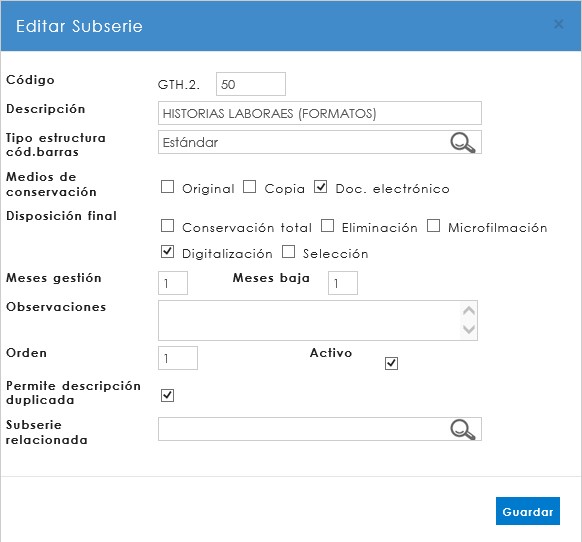 Editar Subserie ×
Código GTH.2. 50
Descripción HISTORIAS LABORAES (FORMATOS)
Tipo estructura
cód.barras Estándar
Medios de
conservación Original Copia Doc. electrónico
Disposición final Conservación total Eliminación Microfilmación
Digitalización Selección
Meses gestión 1 Meses baja 1
Observaciones
Orden 1 Activo
Permite descripción
duplicada
Subserie
relacionada
Guardar